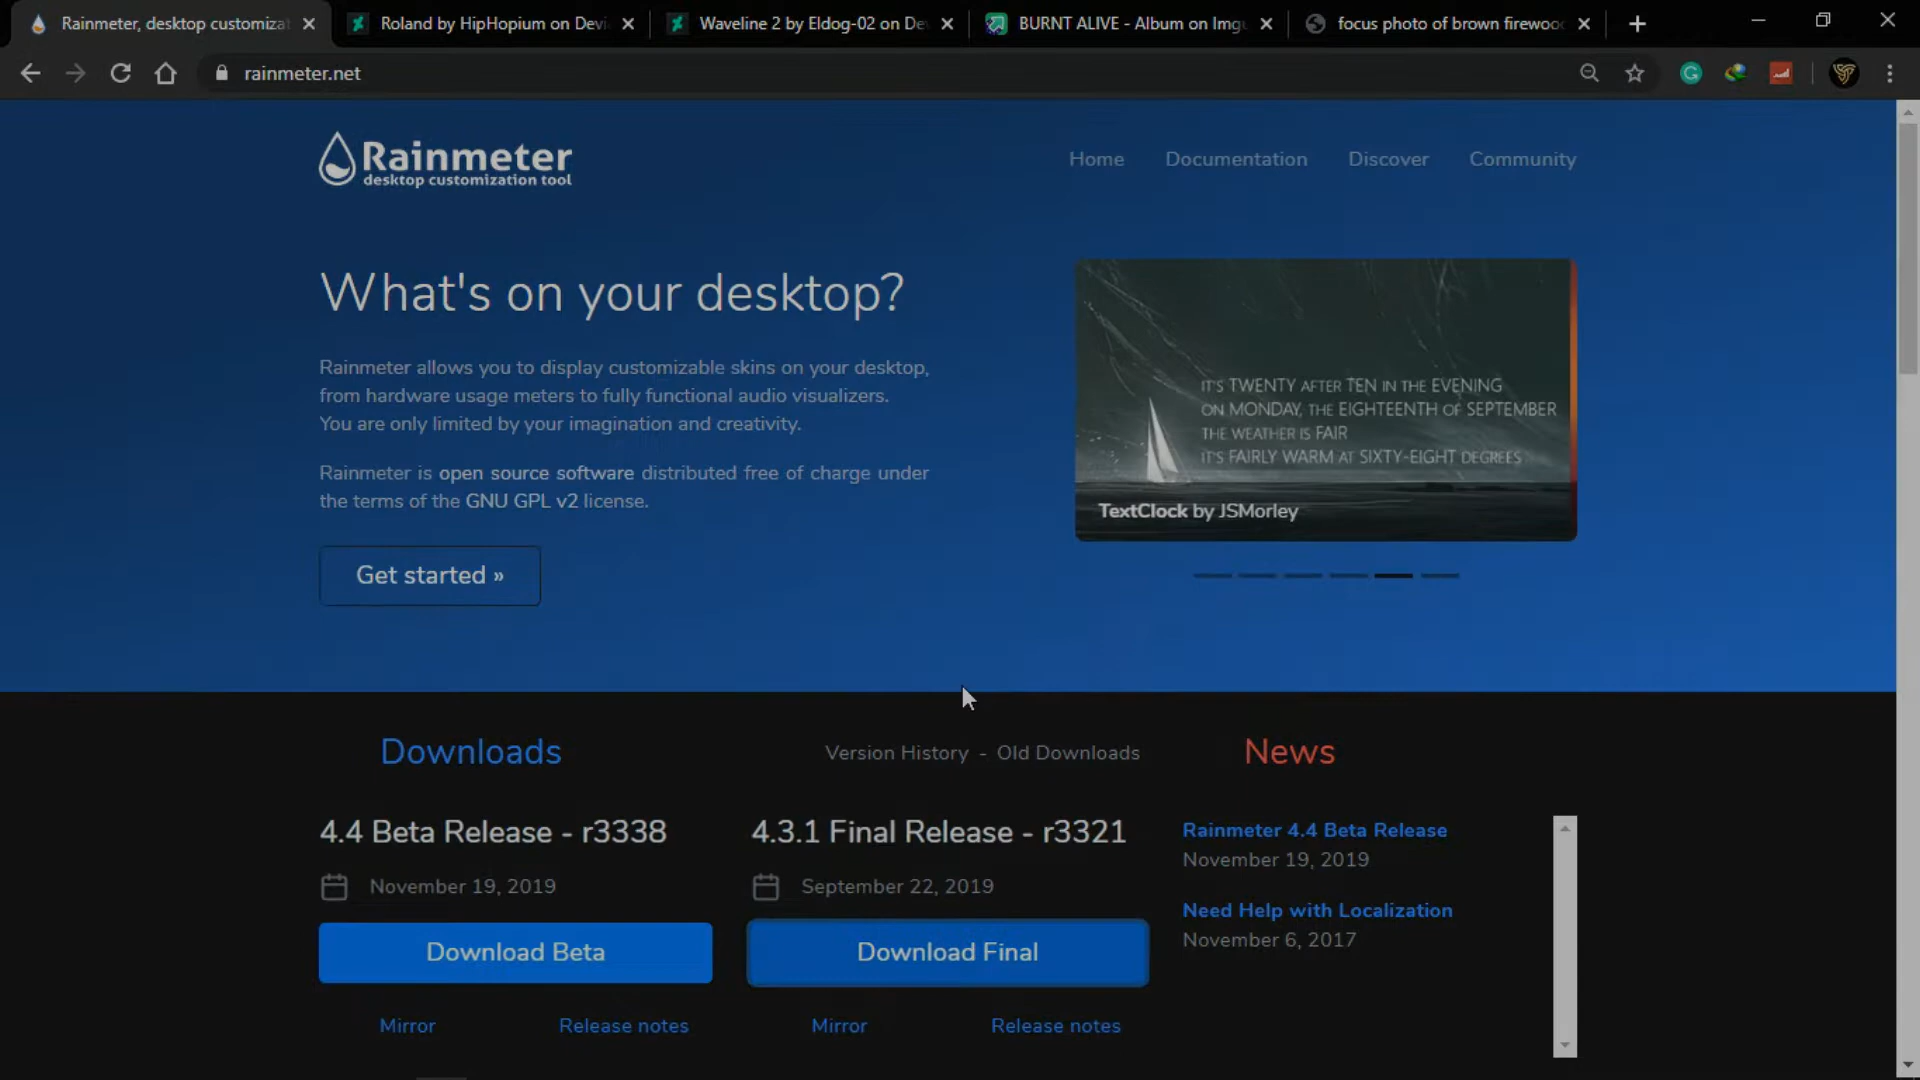 Rainmeter, desktop customizat
Roland by HipHopium on Devi
Waveline 2 by Eldog-02 on De
BURNT ALIVE - Album on Imgu
focus photo of brown firewood
rainmeter.net
Rainmeter
desktop customization tool
Home
Documentation
Discover
Community
What's on your desktop?
Rainmeter allows you to display customizable skins on your desktop,
from hardware usage meters to fully functional audio visualizers.
You are only limited by your imagination and creativity.
Rainmeter is open source software distributed free of charge under
the terms of the GNU GPL v2 license.
Get started »
IT'S TWENTY AFTER TEN IN THE EVENING
ON MONDAY, THE EIGHTEENTH OF SEPTEMBER
THE WEATHER IS FAIR
IT'S FAIRLY WARM AT SIXTY-EIGHT DEGREES
TextClock by JSMorley
Downloads
Version History - Old Downloads
News
4.4 Beta Release - r3338
November 19, 2019
Download Beta
Mirror
Release notes
4.3.1 Final Release - r3321
September 22, 2019
Download Final
Mirror
Release notes
Rainmeter 4.4 Beta Release
November 19, 2019
Need Help with Localization
November 6, 2017